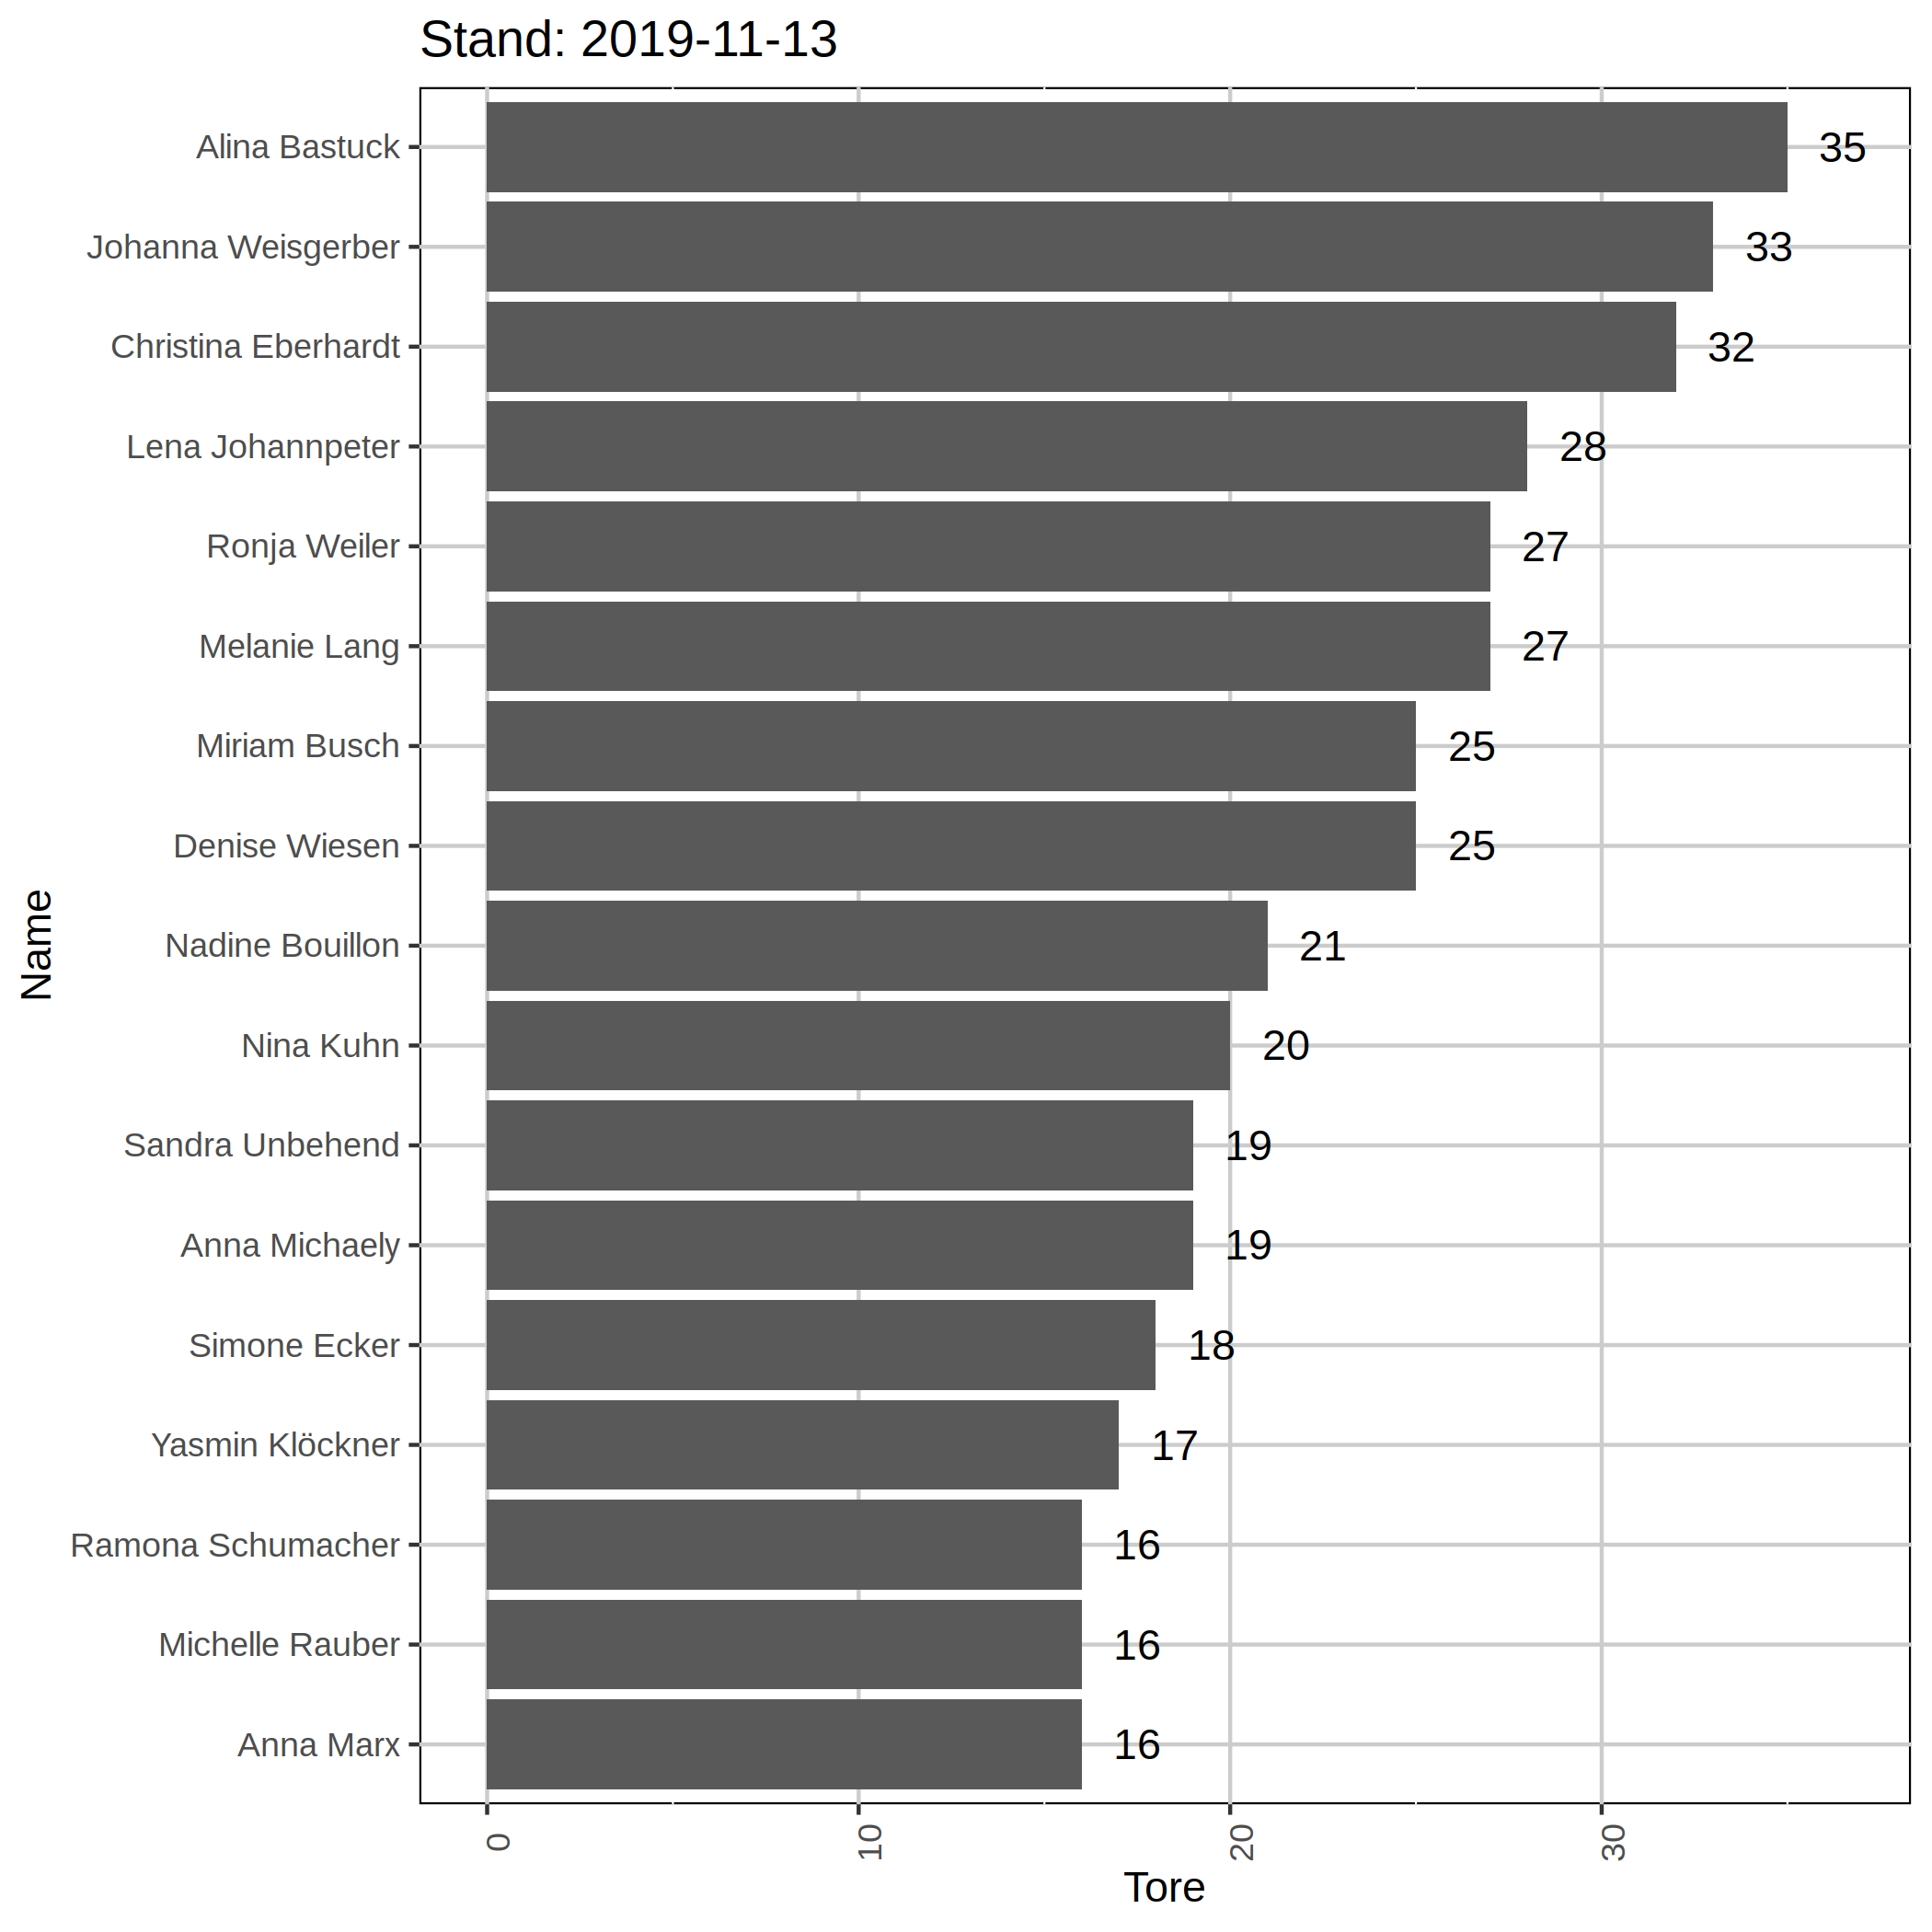 Stand: 2019-11-13
Name
Alina Bastuck 35
Johanna Weisgerber 33
Christina Eberhardt 32
Lena Johannpeter 28
Ronja Weiler 27
Melanie Lang 27
Miriam Busch 25
Denise Wiesen 25
Nadine Bouillon 21
Nina Kuhn 20
Sandra Unbehend 19
Anna Michaely 19
Simone Ecker 18
Yasmin Klöckner 17
Ramona Schumacher 16
Michelle Rauber 16
Anna Marx 16
0 10 20 30
Tore